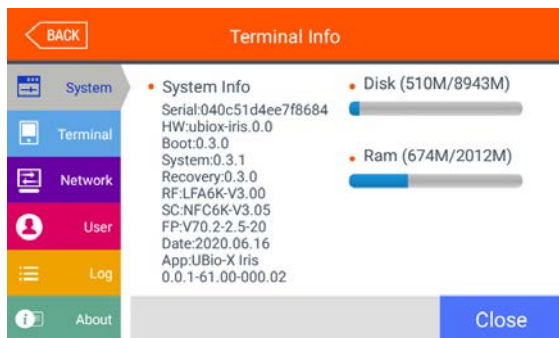 BACK
Terminal Info
System
Terminal
Network
User
Log
About
• System Info
Serial:040c51d4ee7f8684
HW:ubiox-iris.0.0
Boot:0.3.0
System:0.3.1
Recovery:0.3.0
RF:LFA6K-V3.00
SC:NFC6K-V3.05
FP:V70.2-2.5-20
Date:2020.06.16
App:UBio-X Iris
0.0.1-61.00-000.02
• Disk (510M/8943M)
• Ram (674M/2012M)
Close